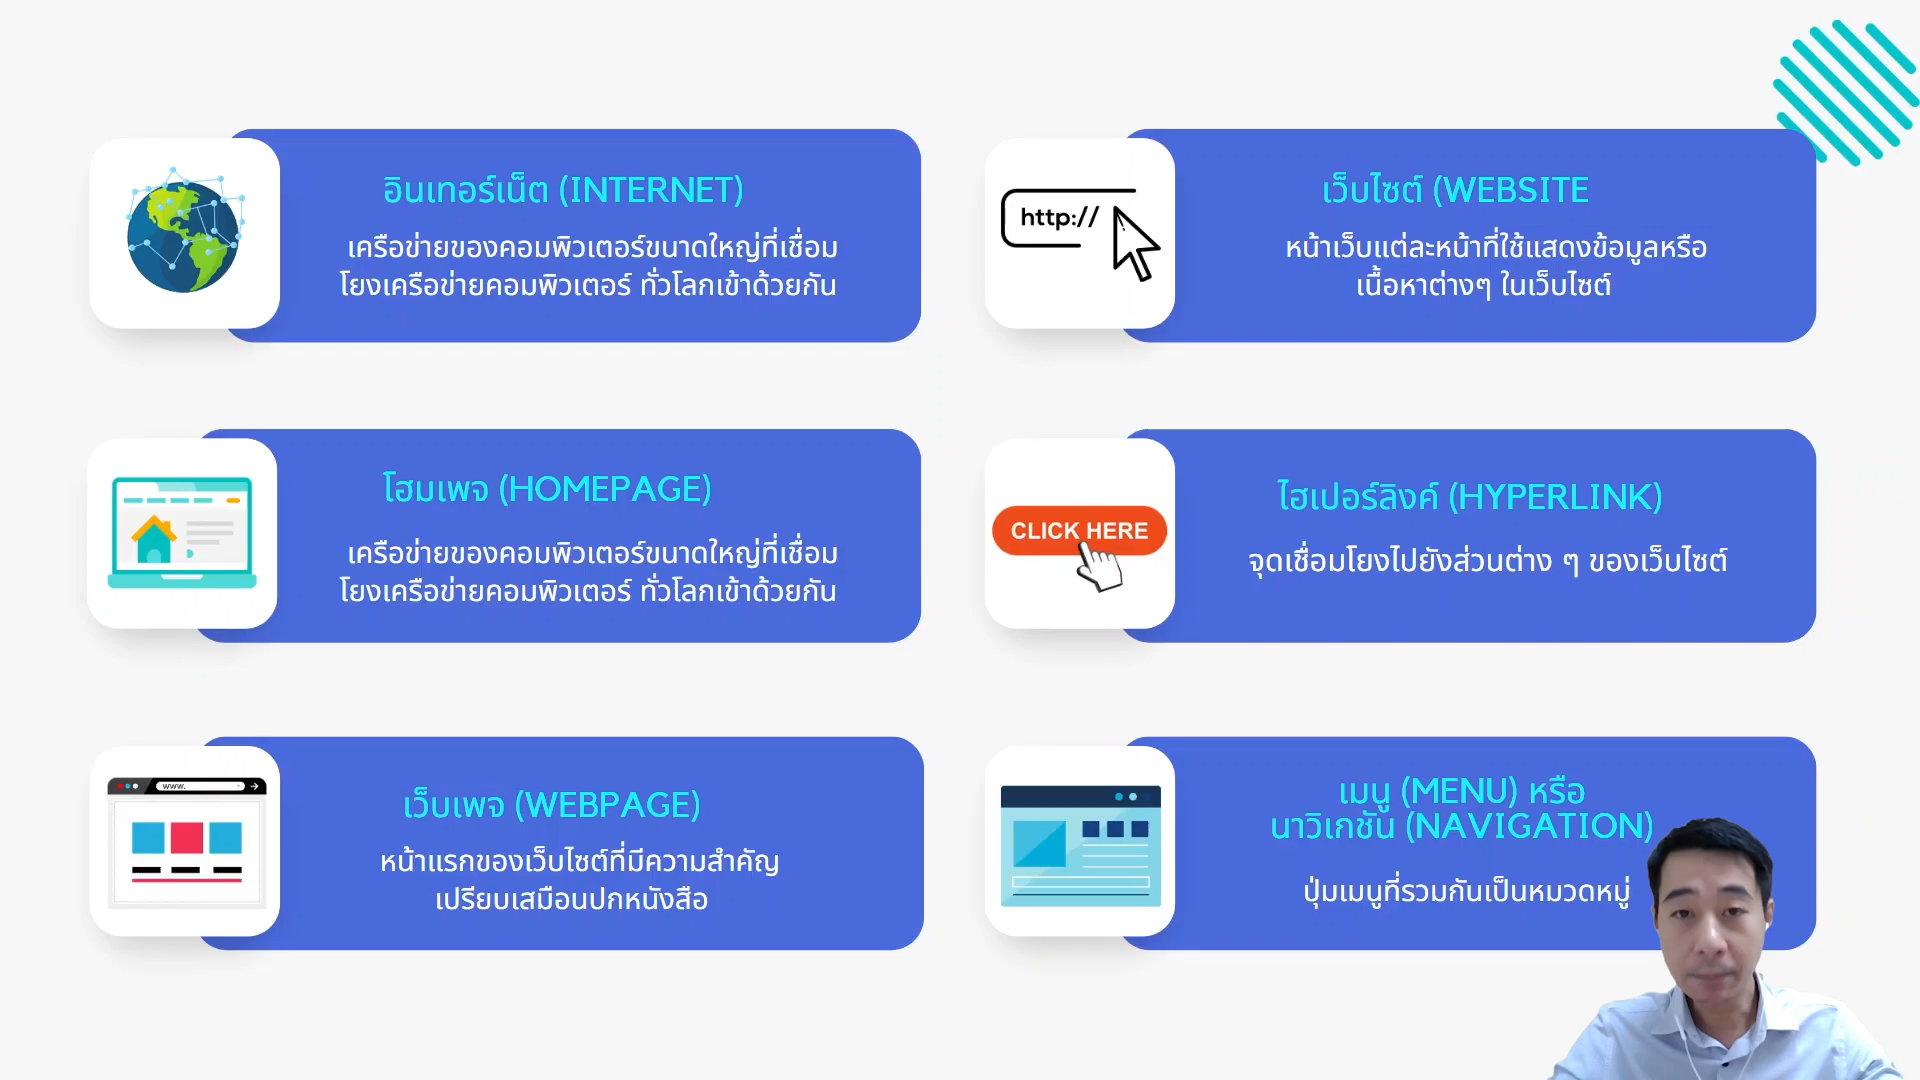 อินเทอร์เน็ต (INTERNET)
เครือข่ายของคอมพิวเตอร์ขนาดใหญ่ที่เชื่อม
โยงเครือข่ายคอมพิวเตอร์ ทั่วโลกเข้าด้วยกัน
http://
เว็บไซต์ (WEBSITE
หน้าเว็บแต่ละหน้าที่ใช้แสดงข้อมูลหรือ
เนื้อหาต่างๆ ในเว็บไซต์
โฮมเพจ (HOMEPAGE)
เครือข่ายของคอมพิวเตอร์ขนาดใหญ่ที่เชื่อม
โยงเครือข่ายคอมพิวเตอร์ ทั่วโลกเข้าด้วยกัน
CLICK HERE
ไฮเปอร์ลิงค์ (HYPERLINK)
จุดเชื่อมโยงไปยังส่วนต่าง ๆ ของเว็บไซต์
www.
เว็บเพจ (WEBPAGE)
หน้าแรกของเว็บไซต์ที่มีความสำคัญ
เปรียบเสมือนปกหนังสือ
เมนู (MENU) หรือ
นาวิเกชัน (NAVIGATION)
ปุ่มเมนูที่รวมกันเป็นหมวดหมู่